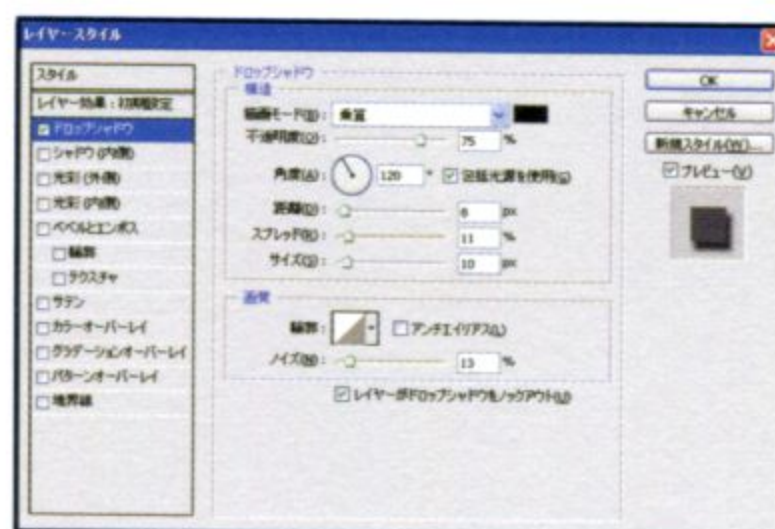 レイヤースタイル
スタイル
レイヤー効果：初期設定
ドロップシャドウ
シャドウ (内側)
光彩 (外側)
光彩 (内側)
ベベルとエンボス
輪郭
テクスチャ
サテン
カラーオーバーレイ
グラデーションオーバーレイ
パターンオーバーレイ
境界線
ドロップシャドウ
構造
描画モード(B)： 乗算
不透明度(O)： 75 %
角度(A)： 120 ° 包括光源を使用(G)
距離(D)： 6 px
スプレッド(R)： 11 %
サイズ(S)： 10 px
画質
輪郭： アンチエイリアス(L)
ノイズ(N)： 13 %
レイヤーがドロップシャドウをノックアウト(U)
OK
キャンセル
新規スタイル(W)...
プレビュー(V)